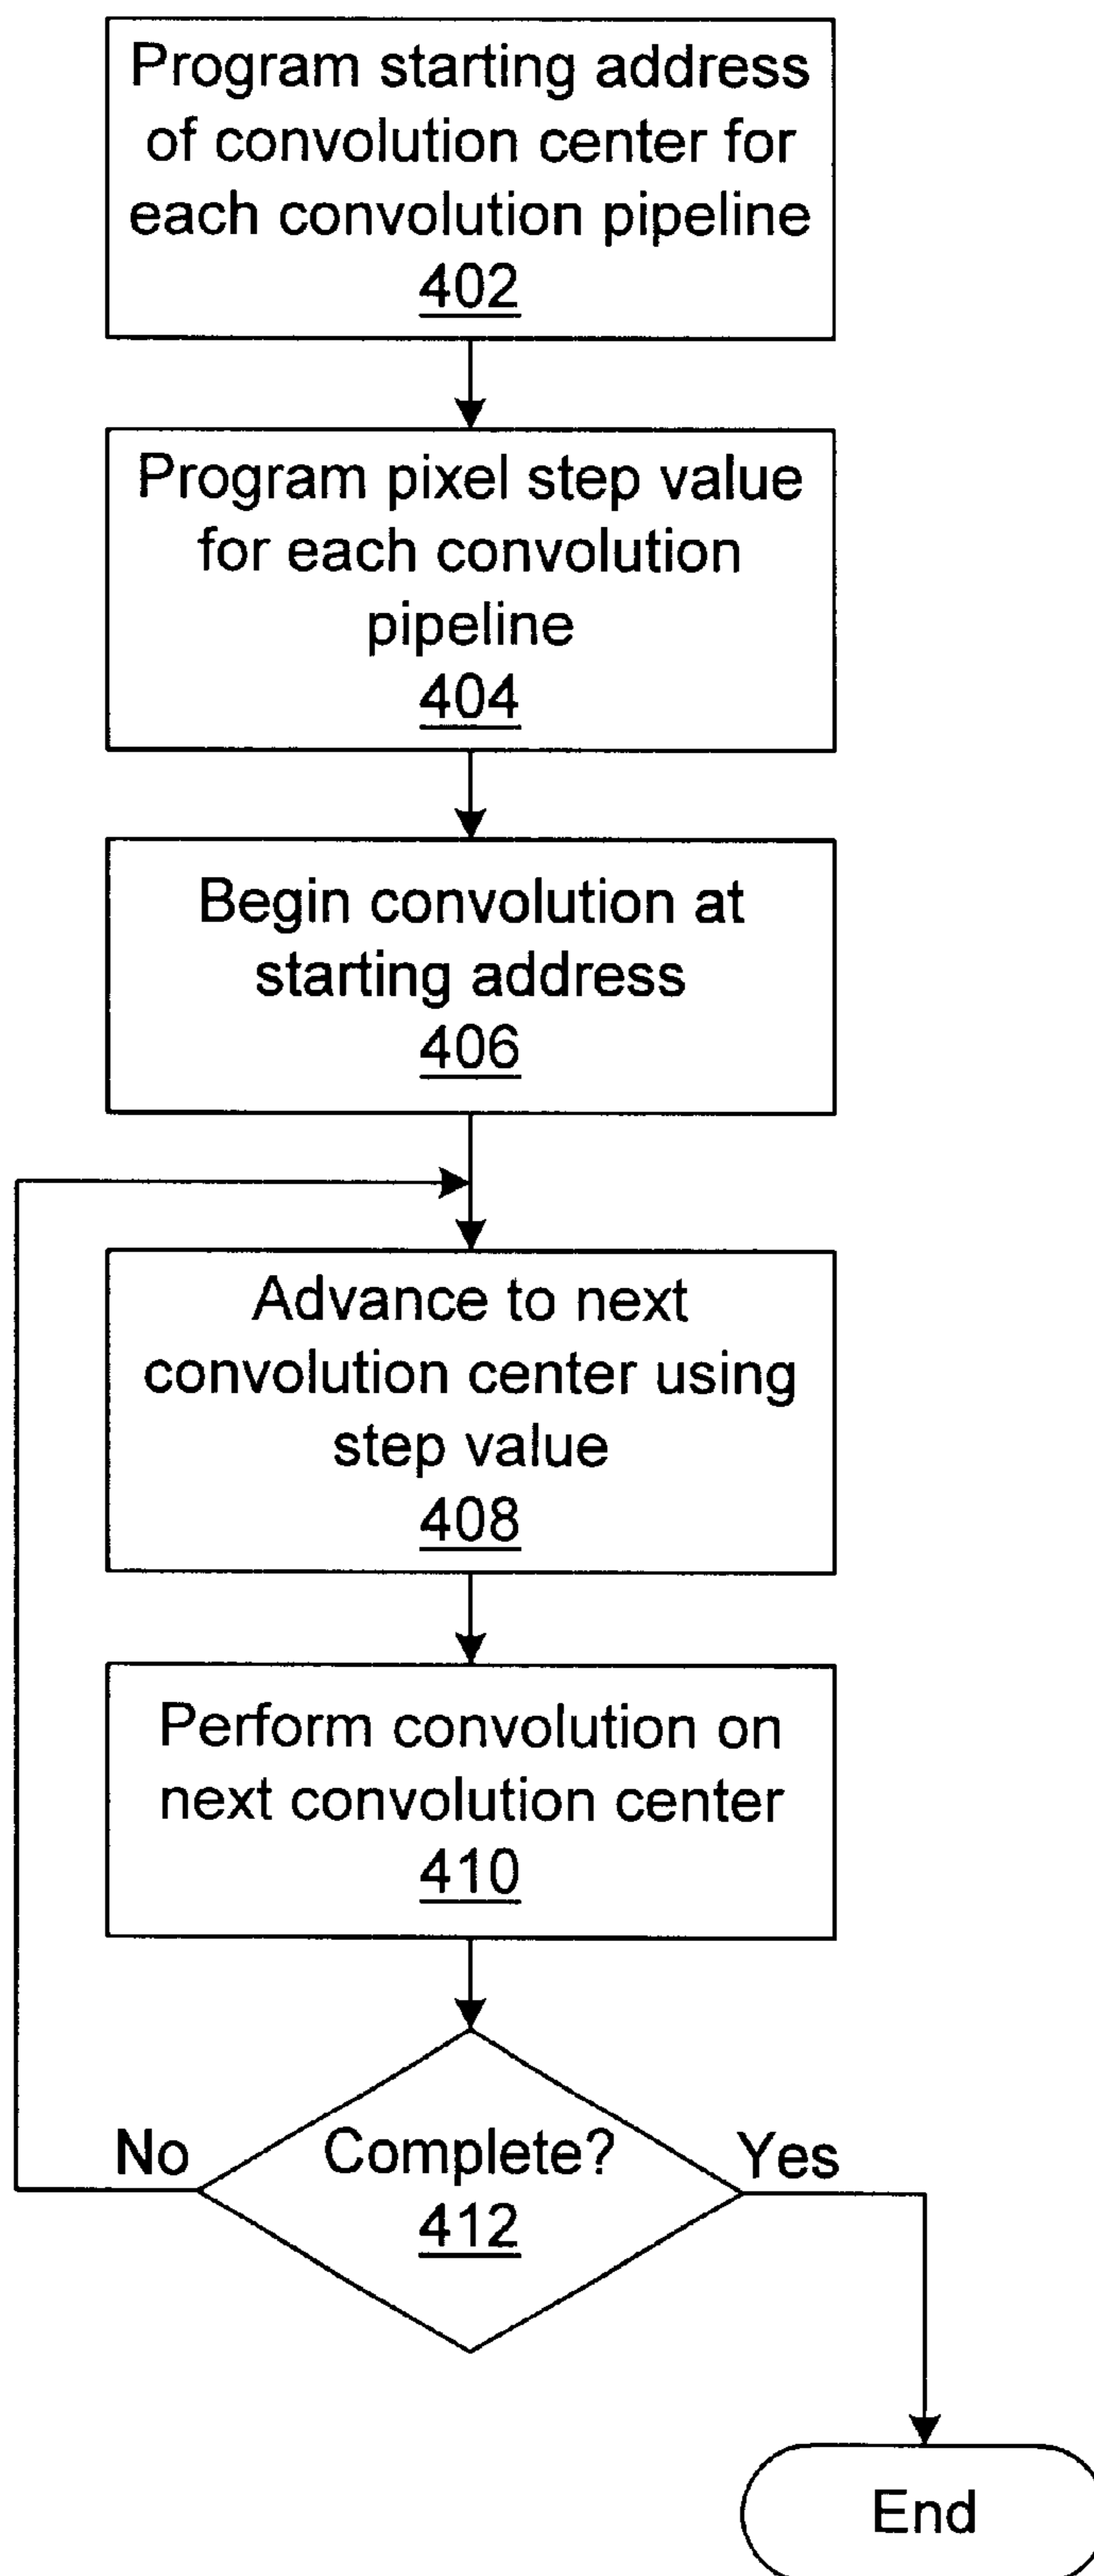 Program starting address
of convolution center for
each convolution pipeline
402
Program pixel step value
for each convolution
pipeline
404
Begin convolution at
starting address
406
Advance to next
convolution center using
step value
408
Perform convolution on
next convolution center
410
No
Complete?
Yes
412
End